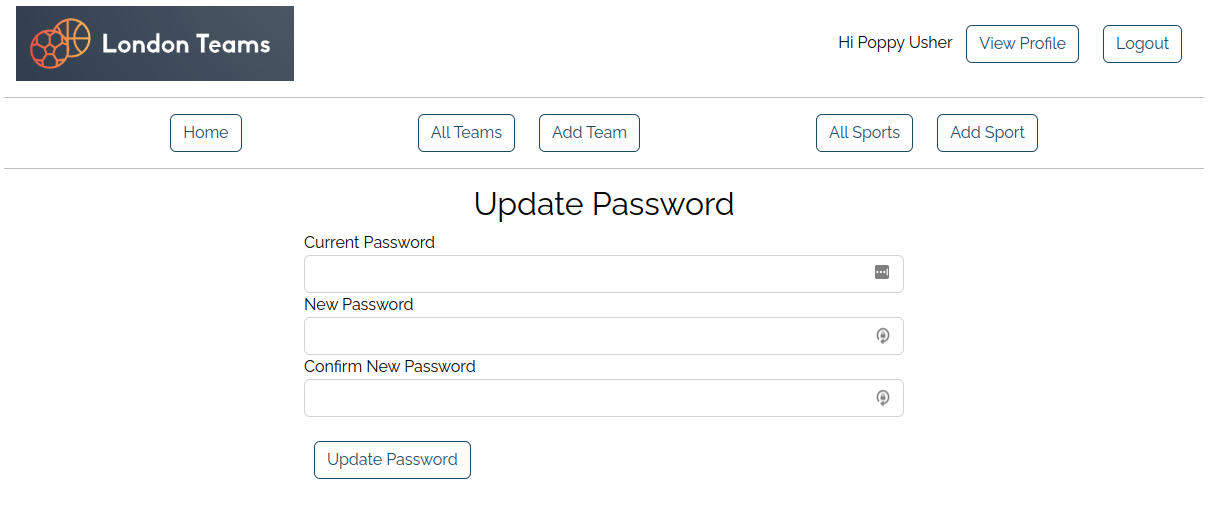 London Teams
Hi Poppy Usher View Profile Logout
Home All Teams Add Team All Sports Add Sport
Update Password
Current Password
New Password
Confirm New Password
Update Password